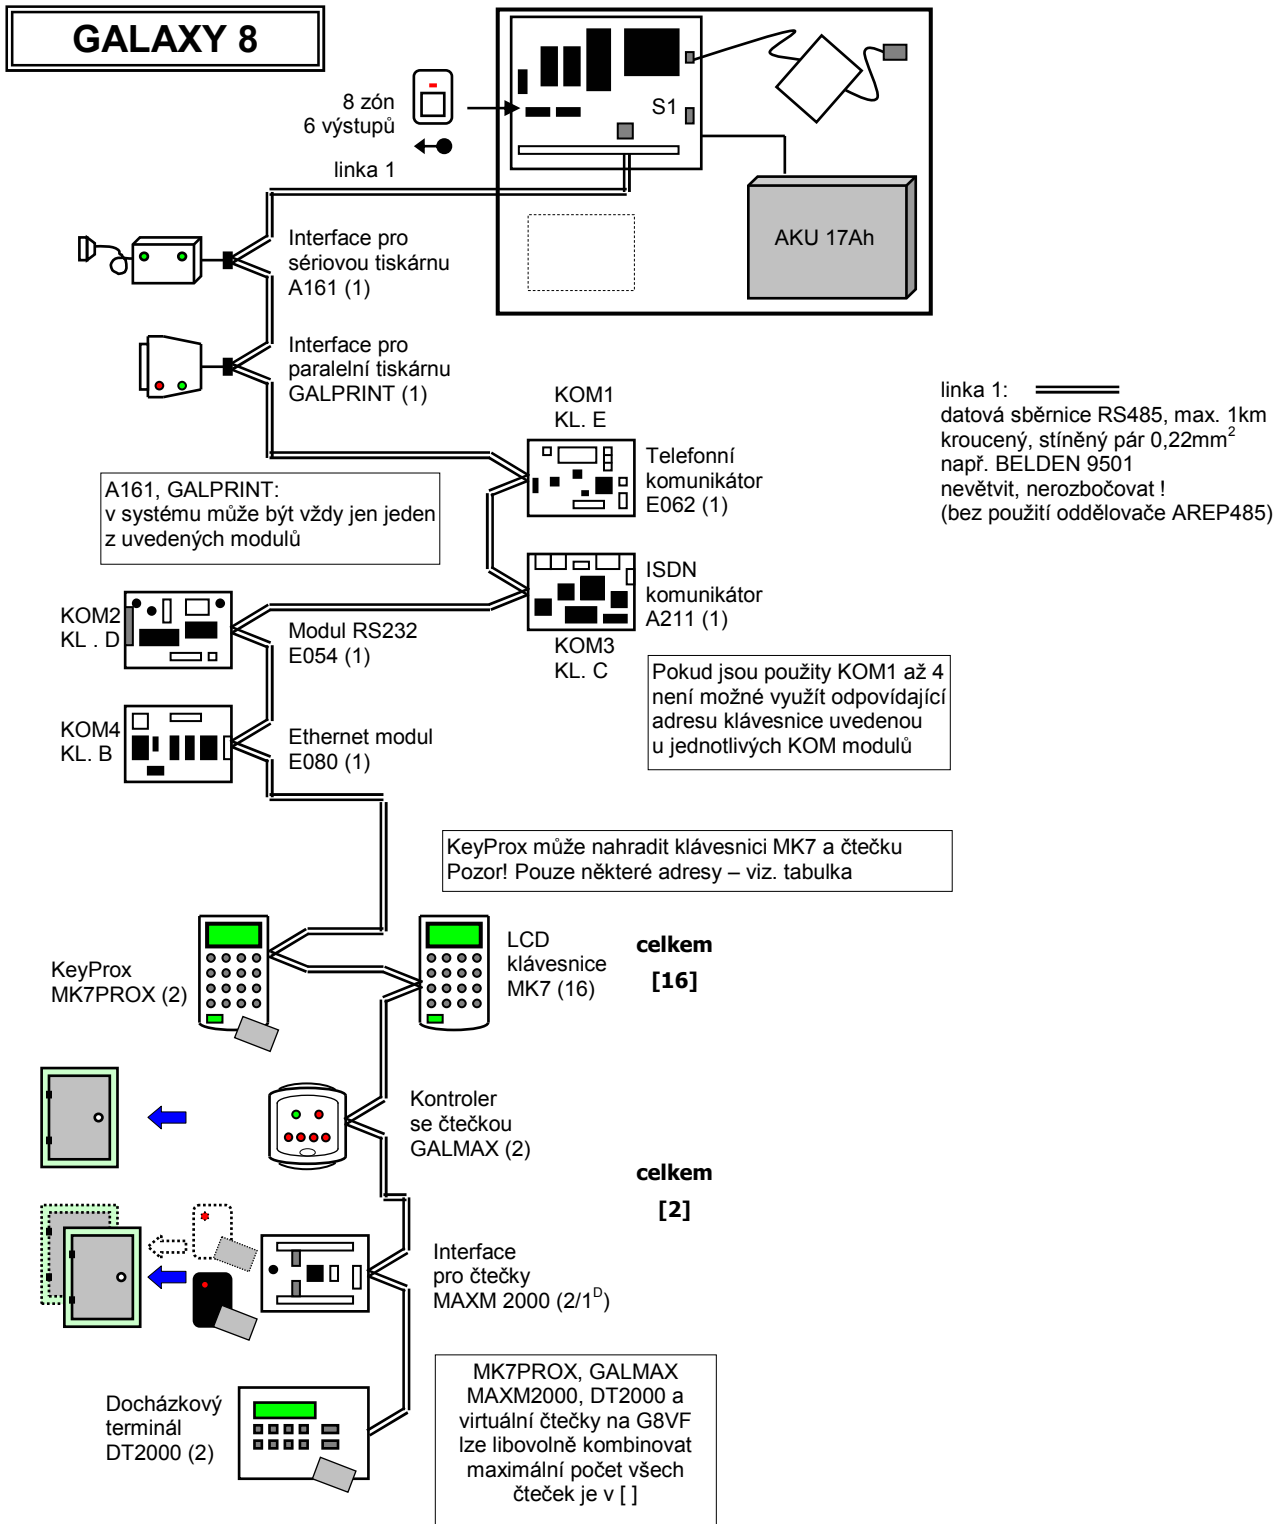 GALAXY 8
8 zón
6 výstupů
linka 1
S1
AKU 17Ah
Interface pro
sériovou tiskárnu
A161 (1)
Interface pro
paralelní tiskárnu
GALPRINT (1)
linka 1:
datová sběrnice RS485, max. 1km
kroucený, stíněný pár 0,22mm²
např. BELDEN 9501
nevětvit, nerozbočovat !
(bez použití oddělovače AREP485)
KOM1
KL. E
Telefonní
komunikátor
E062 (1)
A161, GALPRINT:
v systému může být vždy jen jeden
z uvedených modulů
ISDN
komunikátor
A211 (1)
KOM3
KL. C
KOM2
KL . D
Modul RS232
E054 (1)
Pokud jsou použity KOM1 až 4
není možné využít odpovídající
adresu klávesnice uvedenou
u jednotlivých KOM modulů
KOM4
KL. B
Ethernet modul
E080 (1)
KeyProx může nahradit klávesnici MK7 a čtečku
Pozor! Pouze některé adresy – viz. tabulka
KeyProx
MK7PROX (2)
LCD
klávesnice
MK7 (16)
celkem
[16]
Kontroler
se čtečkou
GALMAX (2)
celkem
[2]
Interface
pro čtečky
MAXM 2000 (2/1ᴰ)
Docházkový
terminál
DT2000 (2)
MK7PROX, GALMAX
MAXM2000, DT2000 a
virtuální čtečky na G8VF
lze libovolně kombinovat
maximální počet všech
čteček je v [ ]